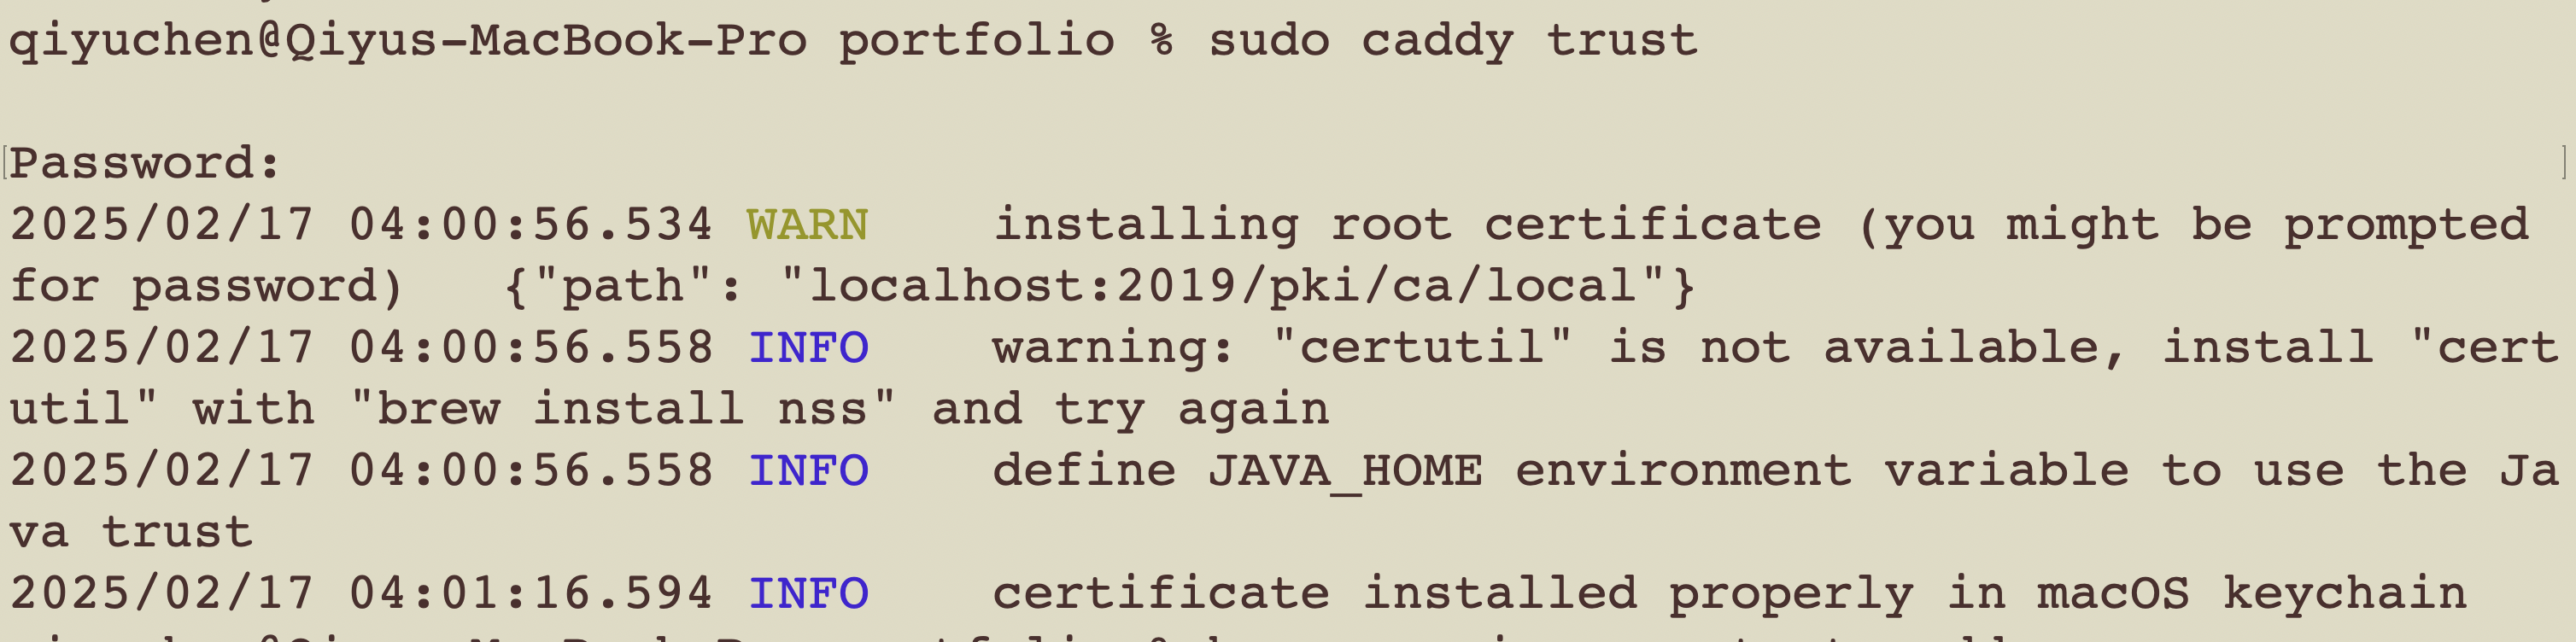 qiyuchen@Qiyus-MacBook-Pro portfolio % sudo caddy trust
Password:
2025/02/17 04:00:56.534 WARN    installing root certificate (you might be prompted
for password)   {"path": "localhost:2019/pki/ca/local"}
2025/02/17 04:00:56.558 INFO    warning: "certutil" is not available, install "cert
util" with "brew install nss" and try again
2025/02/17 04:00:56.558 INFO    define JAVA_HOME environment variable to use the Ja
va trust
2025/02/17 04:01:16.594 INFO    certificate installed properly in macOS keychain